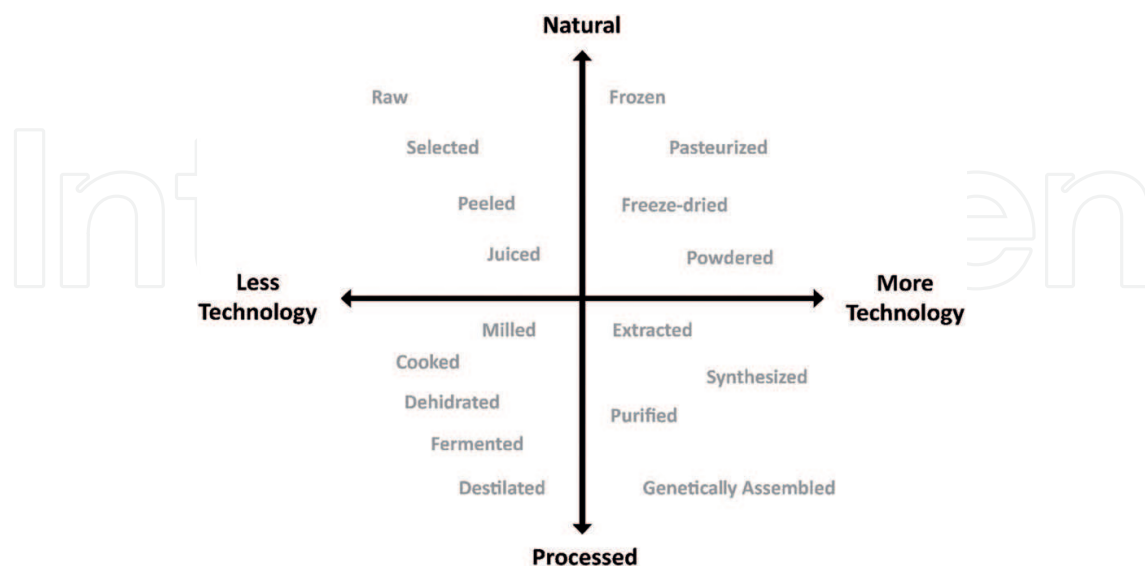 Natural
Raw
Frozen
Selected
Pasteurized
Peeled
Freeze-dried
Juiced
Powdered
Less
Technology
More
Technology
Milled
Extracted
Cooked
Synthesized
Dehidrated
Purified
Fermented
Destilated
Genetically Assembled
Processed